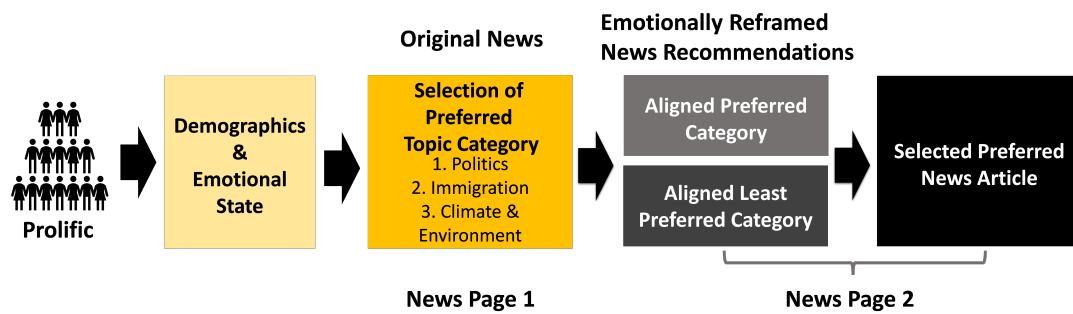 Prolific
Demographics
&
Emotional
State
Original News
Selection of
Preferred
Topic Category
1. Politics
2. Immigration
3. Climate &
Environment
News Page 1
Emotionally Reframed
News Recommendations
Aligned Preferred
Category
Aligned Least
Preferred Category
Selected Preferred
News Article
News Page 2